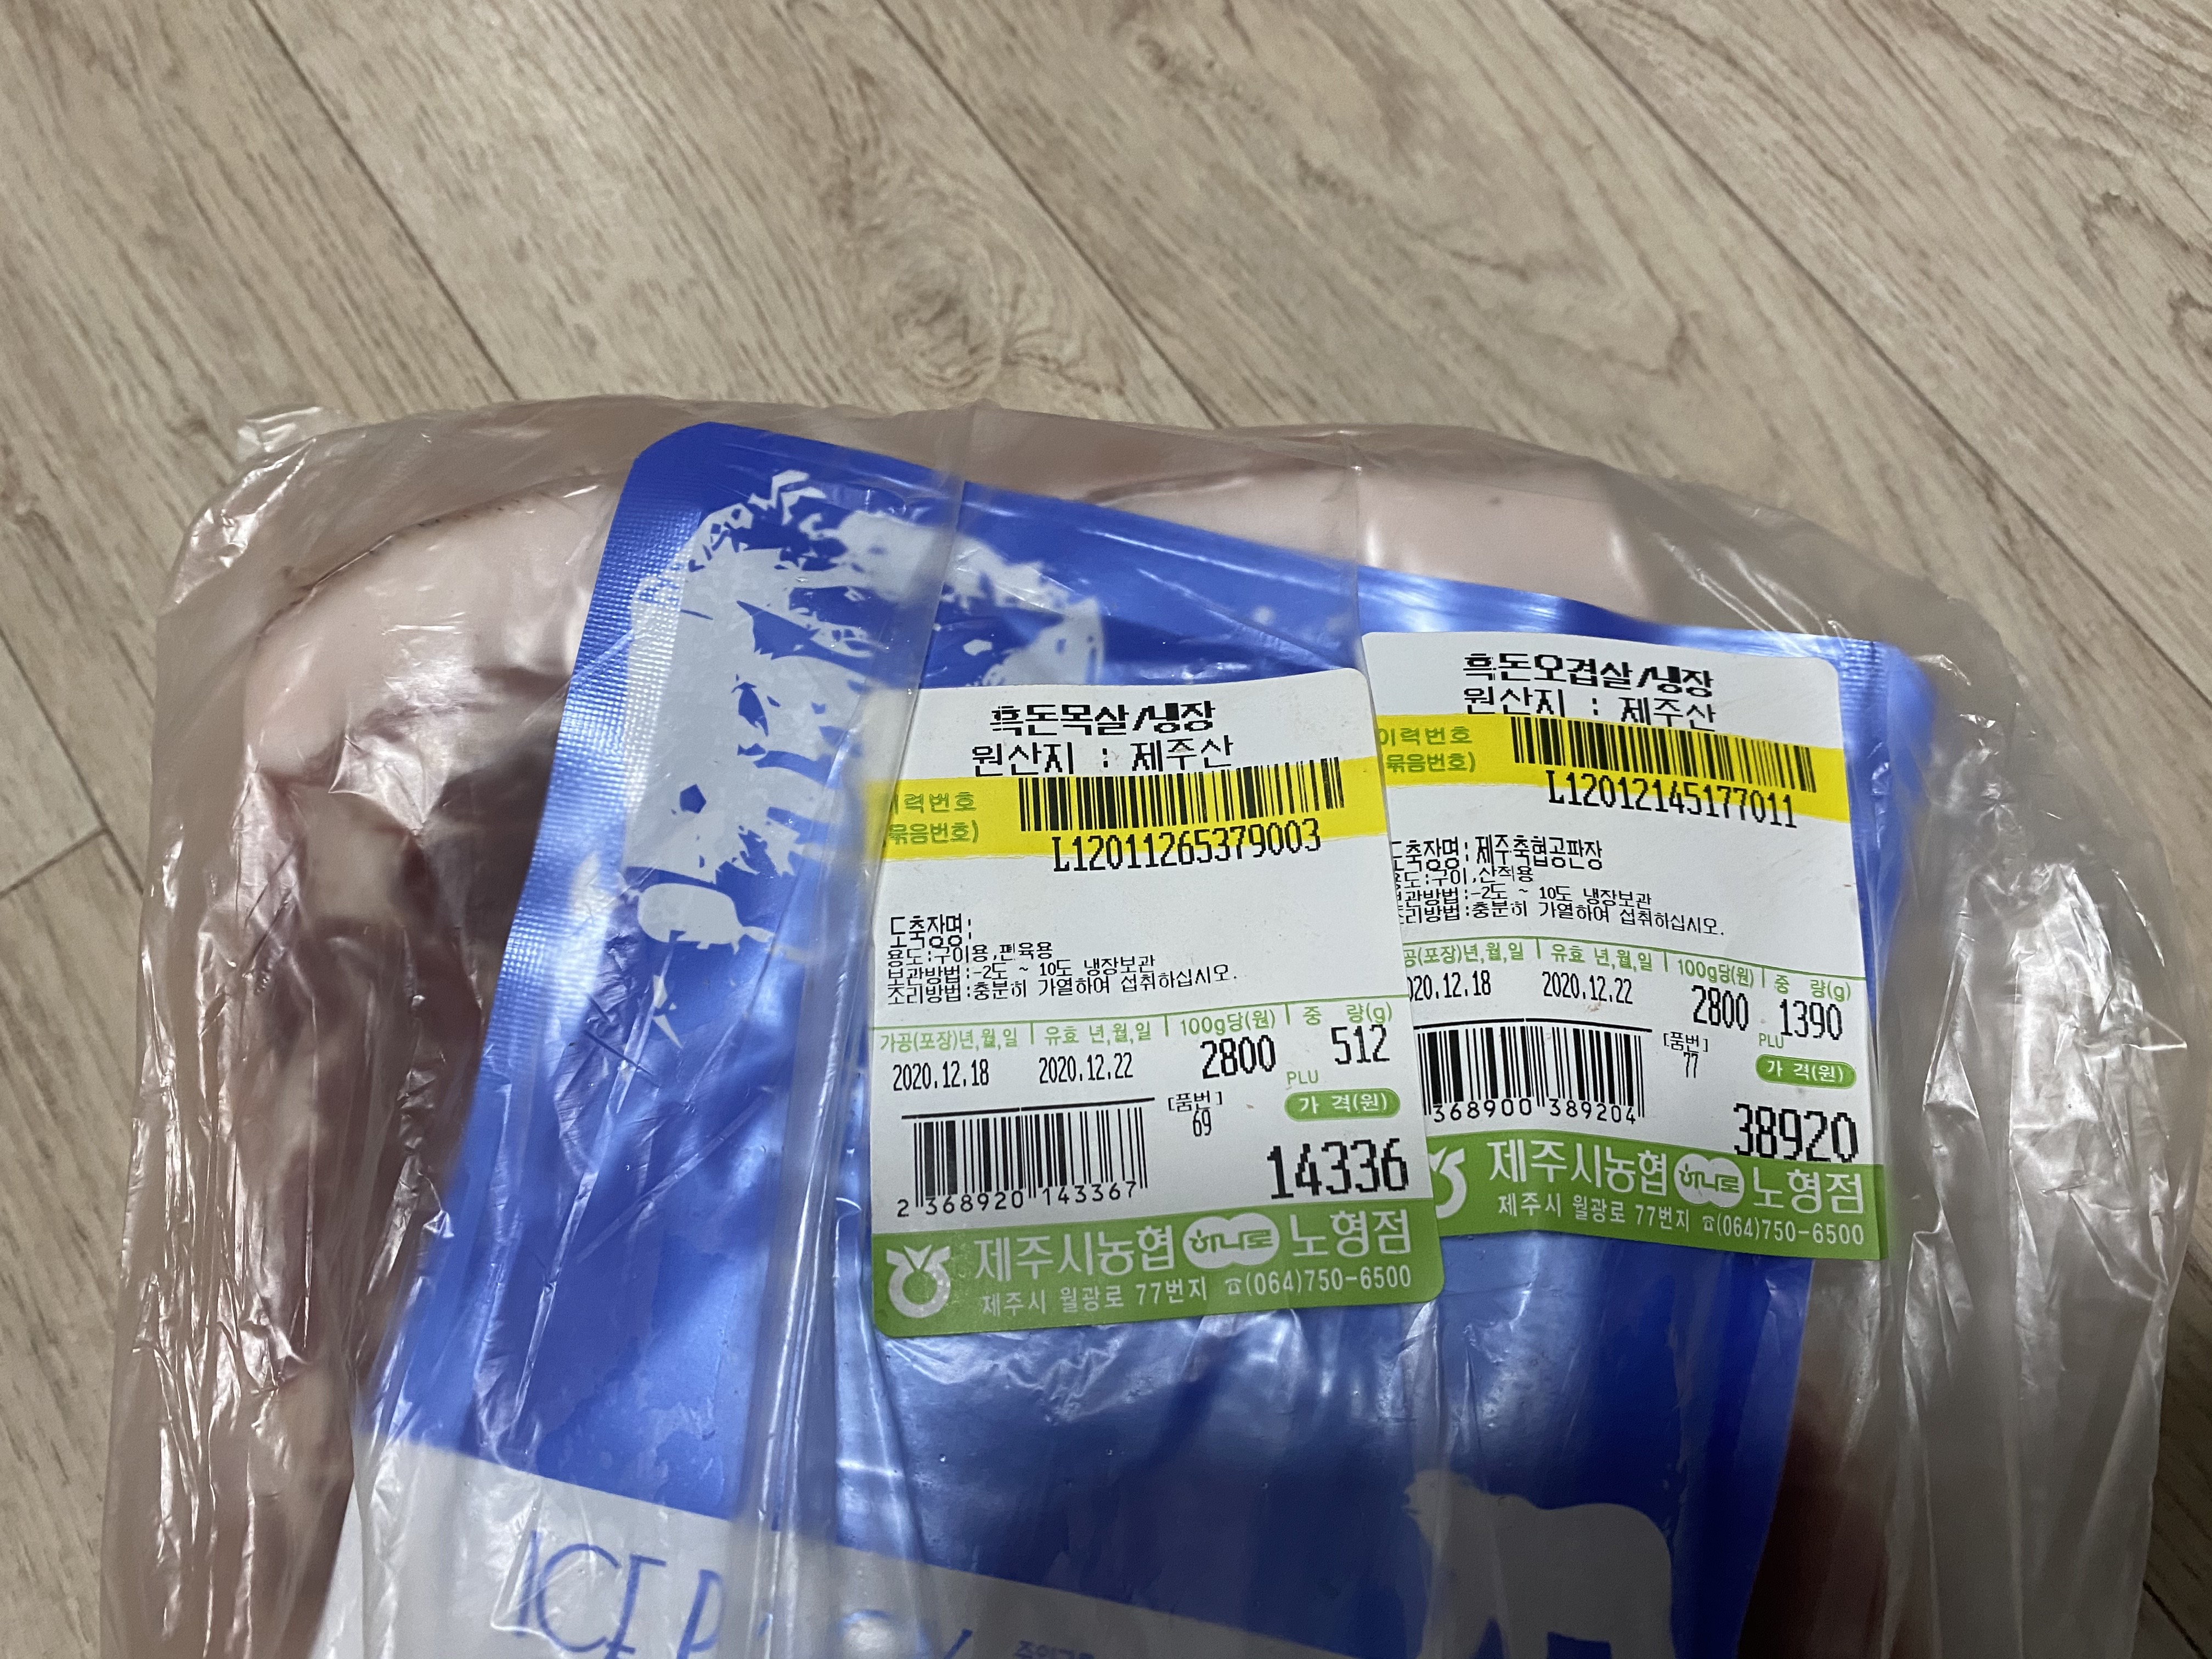 흑돈목살/냉장
원산지 : 제주산
이력번호
(묶음번호)
L12011265379003
도축장명:
용도:구이용,편육용
보관방법:-2도 ~ 10도 냉장보관
조리방법:충분히 가열하여 섭취하십시오.
가공(포장)년,월,일 유효 년,월,일 100g당(원) 중 량(g)
2020.12.18 2020.12.22 2800 512
PLU
[품번]
69
가 격(원)
14336
2 368920 143367
제주시농협 하나로 노형점
제주시 월광로 77번지 ☎(064)750-6500
흑돈오겹살/냉장
원산지 : 제주산
이력번호
(묶음번호)
L12012145177011
도축장명:제주축협공판장
용도:구이,산적용
보관방법:-2도 ~ 10도 냉장보관
조리방법:충분히 가열하여 섭취하십시오.
공(포장)년,월,일 유효 년,월,일 100g당(원) 중 량(g)
020.12.18 2020.12.22 2800 1390
PLU
[품번]
77
가 격(원)
38920
368900 389204
제주시농협 하나로 노형점
제주시 월광로 77번지 ☎(064)750-6500
ICE